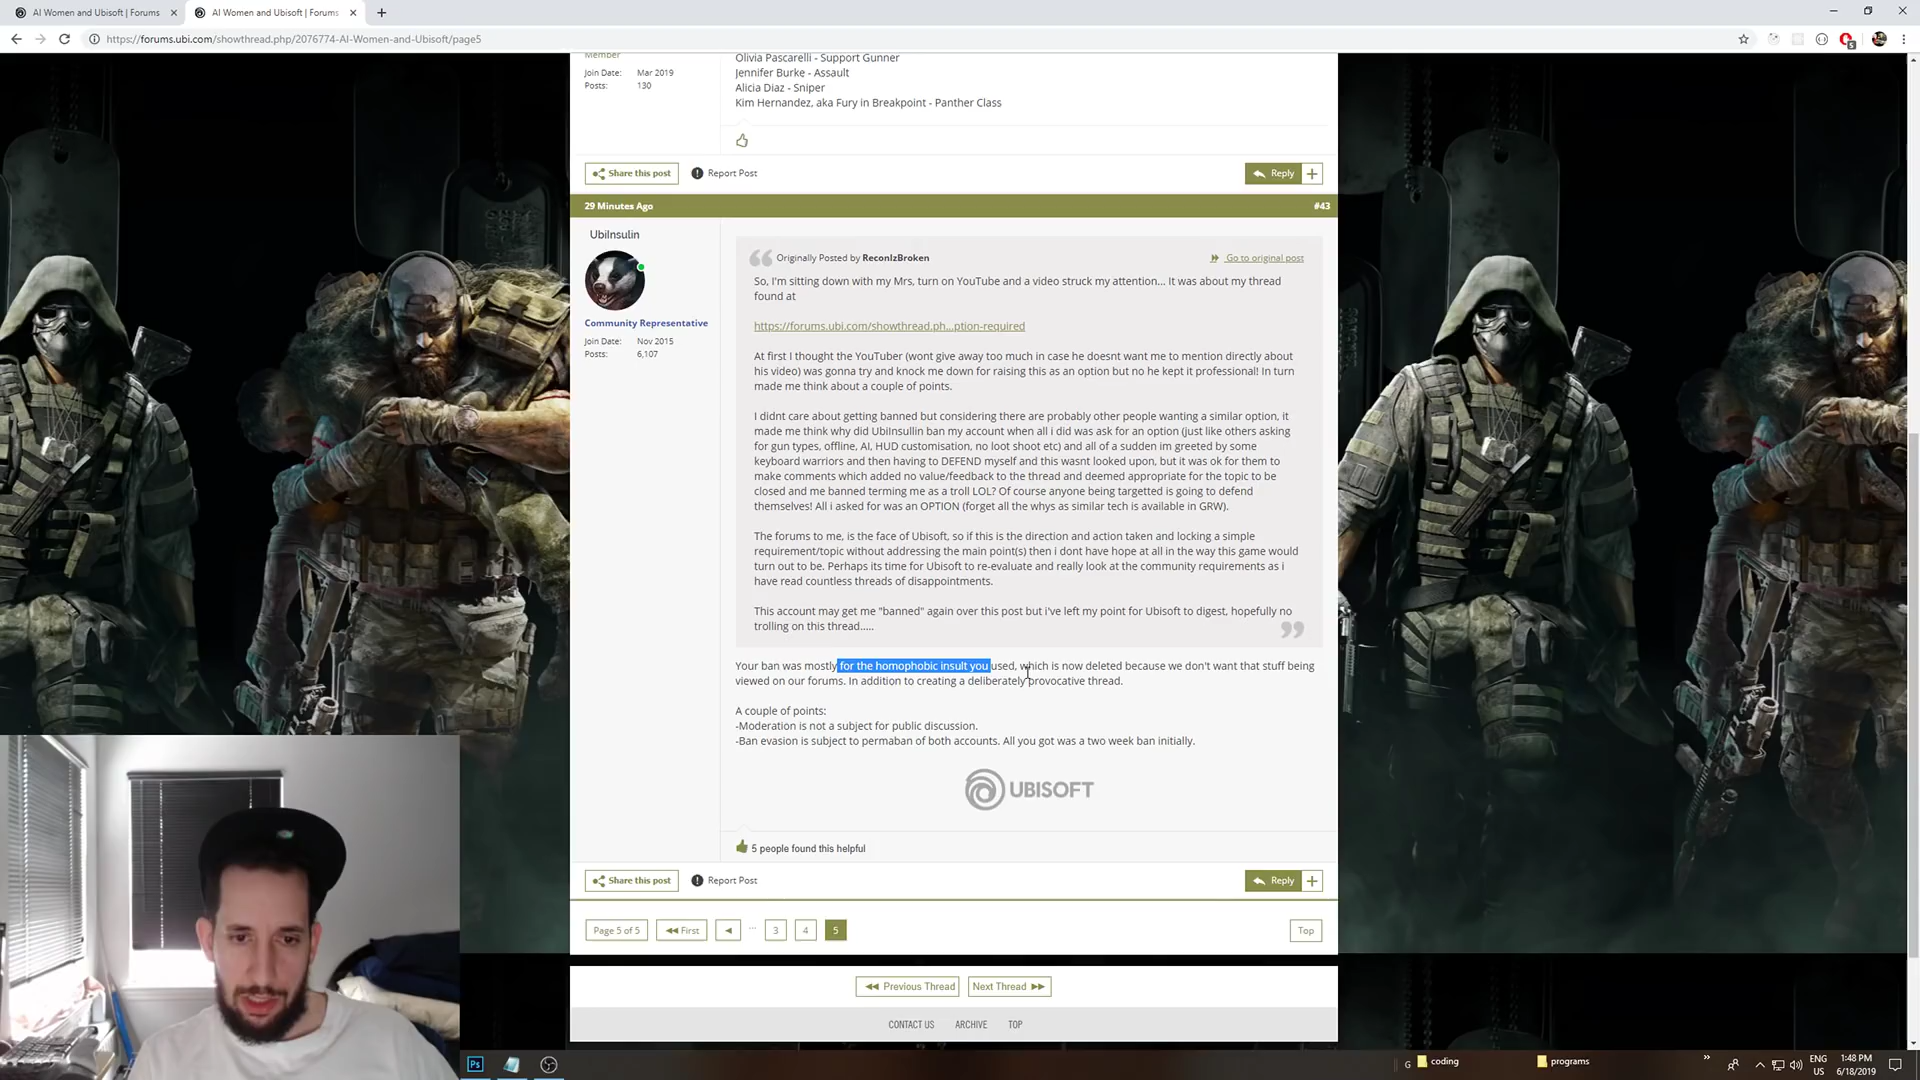 AI Women and Ubisoft | Forums
AI Women and Ubisoft | Forums
https://forums.ubi.com/showthread.php/2076774-AI-Women-and-Ubisoft/page5
5
Member
Join Date: Mar 2019
Posts: 130
Olivia Pascarelli - Support Gunner
Jennifer Burke - Assault
Alicia Diaz - Sniper
Kim Hernandez, aka Fury in Breakpoint - Panther Class
Share this post Report Post Reply +
29 Minutes Ago #43
UbiInsulin
Community Representative
Join Date: Nov 2015
Posts: 6,107
Originally Posted by ReconIzBroken Go to original post
So, I'm sitting down with my Mrs, turn on YouTube and a video struck my attention... It was about my thread
found at
https://forums.ubi.com/showthread.ph...ption-required
At first I thought the YouTuber (wont give away too much in case he doesnt want me to mention directly about
his video) was gonna try and knock me down for raising this as an option but no he kept it professional! In turn
made me think about a couple of points.
I didnt care about getting banned but considering there are probably other people wanting a similar option, it
made me think why did UbiInsullin ban my account when all i did was ask for an option (just like others asking
for gun types, offline, AI, HUD customisation, no loot shoot etc) and all of a sudden im greeted by some
keyboard warriors and then having to DEFEND myself and this wasnt looked upon, but it was ok for them to
make comments which added no value/feedback to the thread and deemed appropriate for the topic to be
closed and me banned terming me as a troll LOL? Of course anyone being targetted is going to defend
themselves! All i asked for was an OPTION (forget all the whys as similar tech is available in GRW).
The forums to me, is the face of Ubisoft, so if this is the direction and action taken and locking a simple
requirement/topic without addressing the main point(s) then i dont have hope at all in the way this game would
turn out to be. Perhaps its time for Ubisoft to re-evaluate and really look at the community requirements as i
have read countless threads of disappointments.
This account may get me "banned" again over this post but i've left my point for Ubisoft to digest, hopefully no
trolling on this thread.....
Your ban was mostly for the homophobic insult you used, which is now deleted because we don't want that stuff being
viewed on our forums. In addition to creating a deliberately provocative thread.
A couple of points:
-Moderation is not a subject for public discussion.
-Ban evasion is subject to permaban of both accounts. All you got was a two week ban initially.
UBISOFT
5 people found this helpful
Share this post Report Post Reply +
Page 5 of 5 First ... 3 4 5 Top
Previous Thread Next Thread
CONTACT US ARCHIVE TOP
Ps G coding programs » ENG
US 1:48 PM
6/18/2019